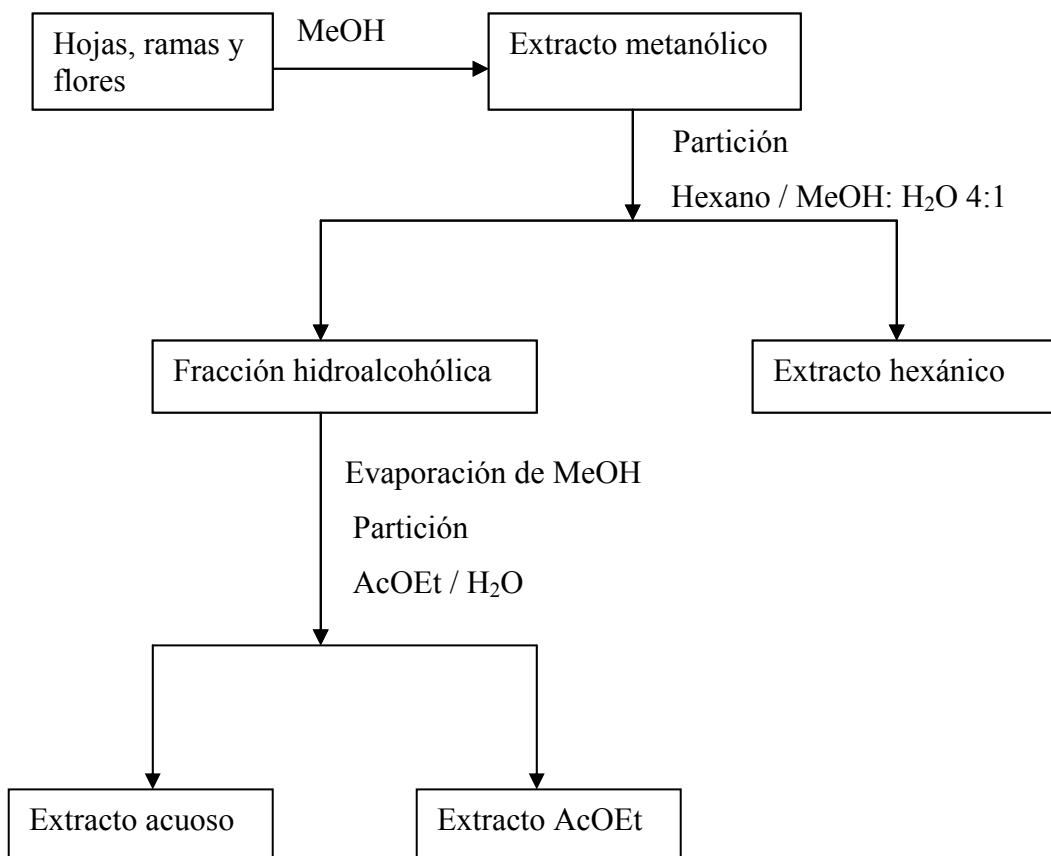 Hojas, ramas y
flores
MeOH
Extracto metanólico
Partición
Hexano / MeOH: H₂O 4:1
Fracción hidroalcohólica
Extracto hexánico
Evaporación de MeOH
Partición
AcOEt / H₂O
Extracto acuoso
Extracto AcOEt